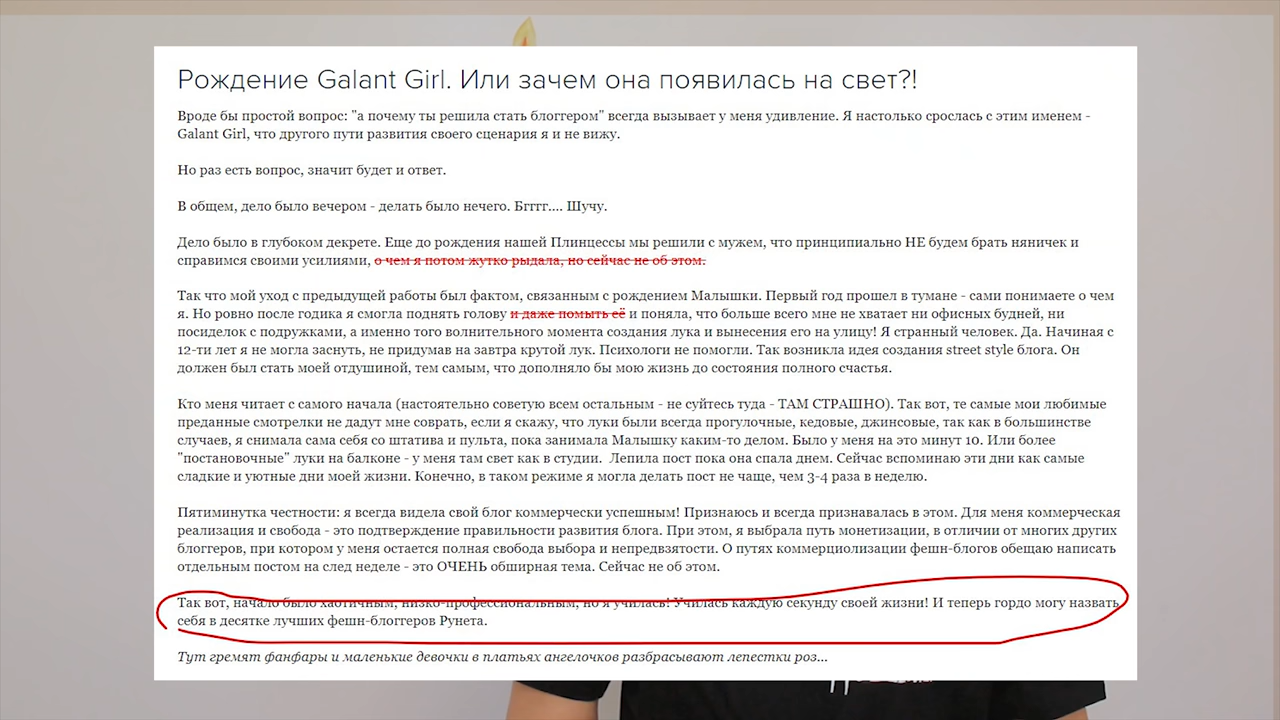 Рождение Galant Girl. Или зачем она появилась на свет?!
Вроде бы простой вопрос: "а почему ты решила стать блоггером" всегда вызывает у меня удивление. Я настолько срослась с этим именем -
Galant Girl, что другого пути развития своего сценария я и не вижу.
Но раз есть вопрос, значит будет и ответ.
В общем, дело было вечером - делать было нечего. Бгггг.... Шучу.
Дело было в глубоком декрете. Еще до рождения нашей Плинцессы мы решили с мужем, что принципиально НЕ будем брать няничек и
справимся своими усилиями, о чем я потом жутко рыдала, но сейчас не об этом.
Так что мой уход с предыдущей работы был фактом, связанным с рождением Малышки. Первый год прошел в тумане - сами понимаете о чем
я. Но ровно после годика я смогла поднять голову и даже помыть её и поняла, что больше всего мне не хватает ни офисных будней, ни
посиделок с подружками, а именно того волнительного момента создания лука и вынесения его на улицу! Я странный человек. Да. Начиная с
12-ти лет я не могла заснуть, не придумав на завтра крутой лук. Психологи не помогли. Так возникла идея создания street style блога. Он
должен был стать моей отдушиной, тем самым, что дополняло бы мою жизнь до состояния полного счастья.
Кто меня читает с самого начала (настоятельно советую всем остальным - не суйтесь туда - ТАМ СТРАШНО). Так вот, те самые мои любимые
преданные смотрелки не дадут мне соврать, если я скажу, что луки были всегда прогулочные, кедовые, джинсовые, так как в большинстве
случаев, я снимала сама себя со штатива и пульта, пока занимала Малышку каким-то делом. Было у меня на это минут 10. Или более
"постановочные" луки на балконе - у меня там свет как в студии. Лепила пост пока она спала днем. Сейчас вспоминаю эти дни как самые
сладкие и уютные дни моей жизни. Конечно, в таком режиме я могла делать пост не чаще, чем 3-4 раза в неделю.
Пятиминутка честности: я всегда видела свой блог коммерчески успешным! Признаюсь и всегда признавалась в этом. Для меня коммерческая
реализация и свобода - это подтверждение правильности развития блога. При этом, я выбрала путь монетизации, в отличии от многих других
блоггеров, при котором у меня остается полная свобода выбора и непредвзятости. О путях коммерциолизации фешн-блогов обещаю написать
отдельным постом на след неделе - это ОЧЕНЬ обширная тема. Сейчас не об этом.
Так вот, начало было хаотичным, низко-профессиональным, но я училась! Училась каждую секунду своей жизни! И теперь гордо могу назвать
себя в десятке лучших фешн-блоггеров Рунета.
Тут гремят фанфары и маленькие девочки в платьях ангелочков разбрасывают лепестки роз...